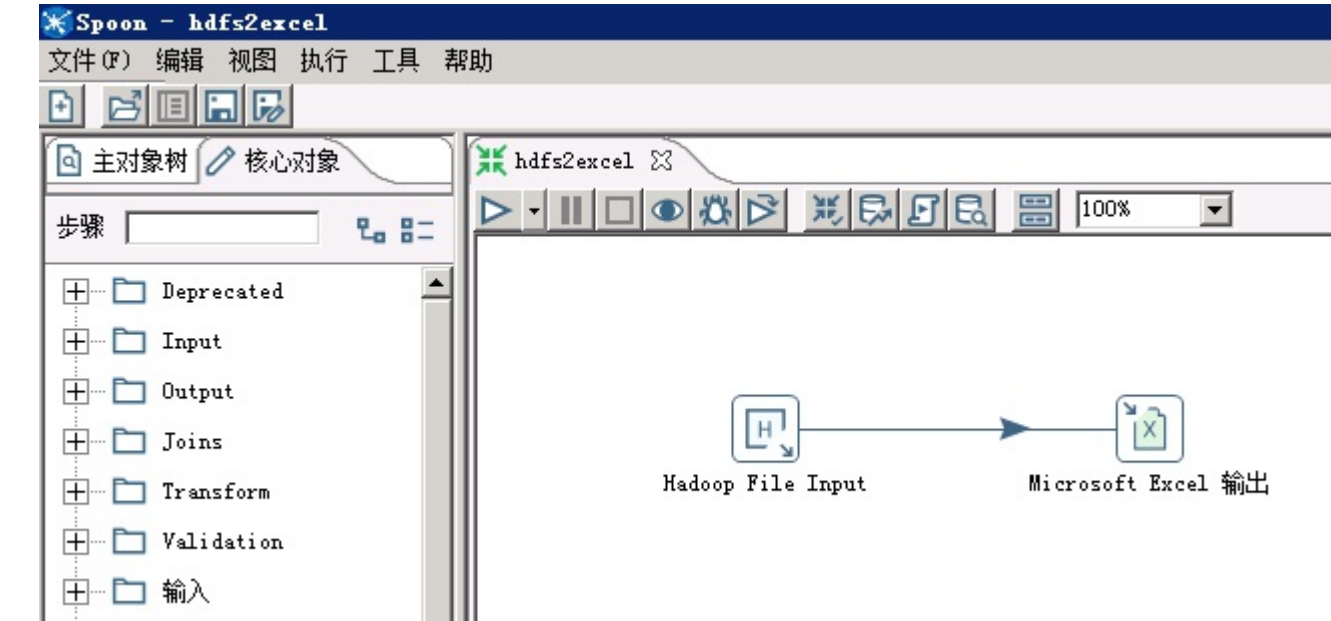 Spoon - hdfs2excel
文件(F) 编辑 视图 执行 工具 帮助
主对象树 核心对象
hdfs2excel
步骤
100%
Deprecated
Input
Output
Joins
Transform
Validation
输入
Hadoop File Input
Microsoft Excel 输出